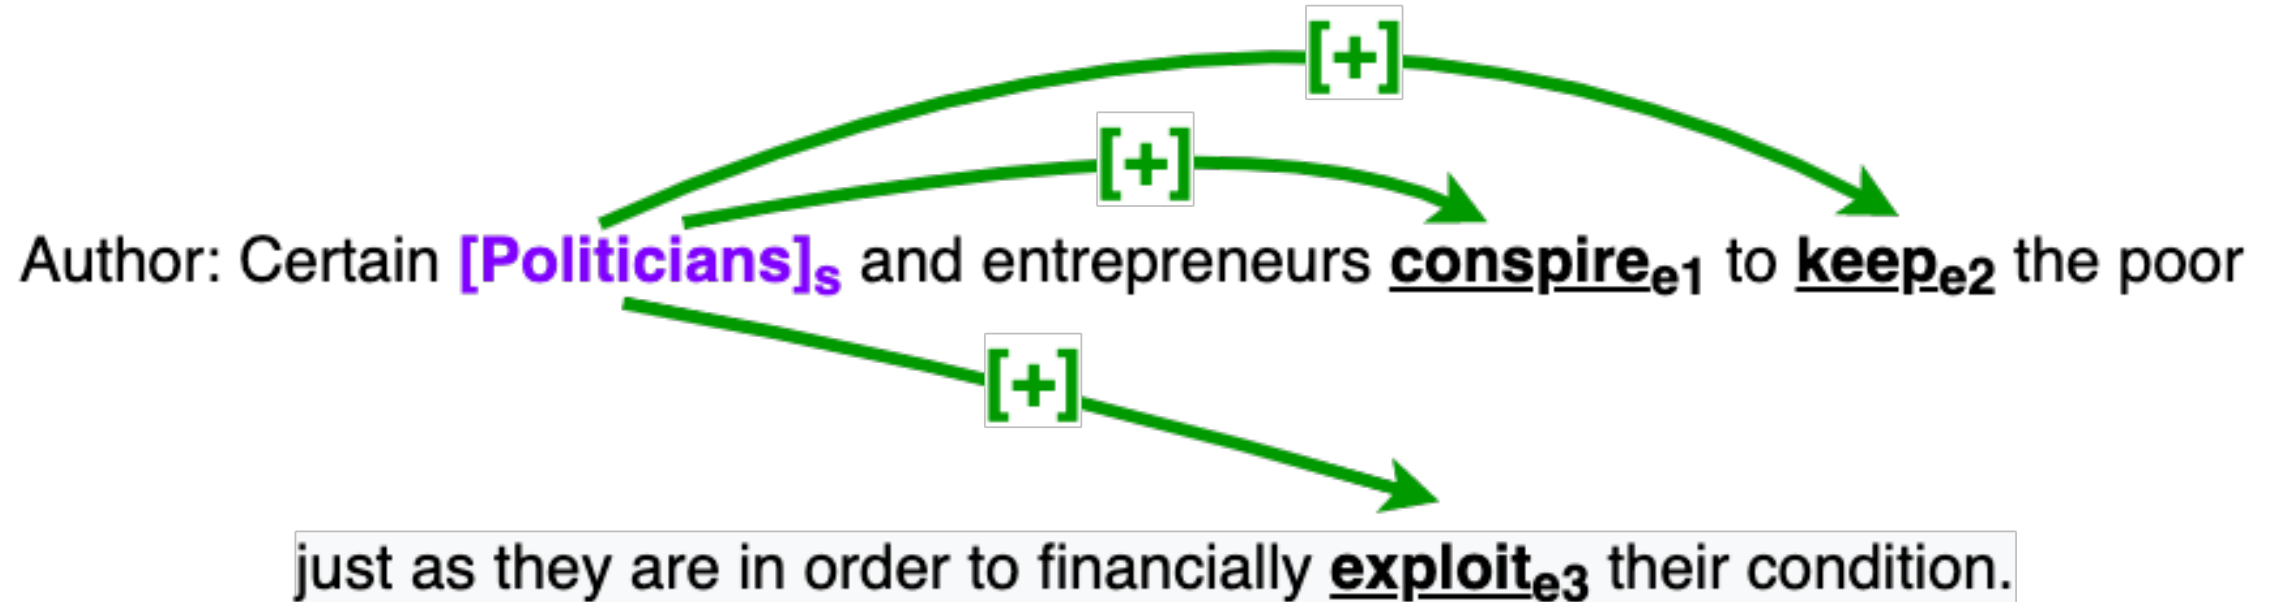 [+]
[+]
Author: Certain [Politicians]s and entrepreneurs conspiree1 to keepe2 the poor
[+]
just as they are in order to financially exploite3 their condition.